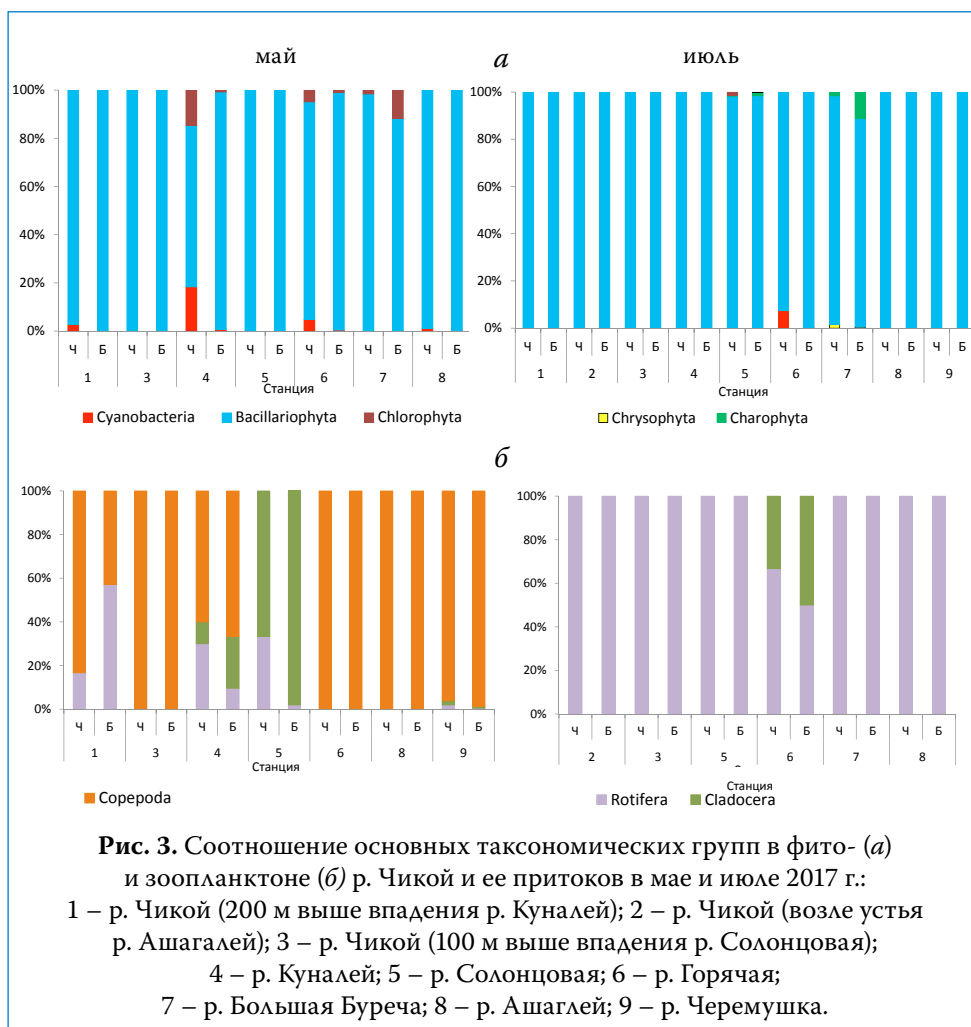 май а июль
100% 100%
80% 80%
60% 60%
40% 40%
20% 20%
0% 0%
Ч Б Ч Б Ч Б Ч Б Ч Б Ч Б Ч Б Ч Б Ч Б Ч Б Ч Б Ч Б Ч Б Ч Б Ч Б Ч Б
1 3 4 5 6 7 8 1 2 3 4 5 6 7 8 9
Станция Станция
Cyanobacteria Bacillariophyta Chlorophyta Chrysophyta Charophyta
б
100% 100%
80% 80%
60% 60%
40% 40%
20% 20%
0% 0%
Ч Б Ч Б Ч Б Ч Б Ч Б Ч Б Ч Б Ч Б Ч Б Ч Б Ч Б Ч Б Ч Б
1 3 4 5 6 8 9 2 3 5 6 7 8
Станция Станция
Copepoda Rotifera Cladocera
Рис. 3. Соотношение основных таксономических групп в фито- (а)
и зоопланктоне (б) р. Чикой и ее притоков в мае и июле 2017 г.:
1 – р. Чикой (200 м выше впадения р. Куналей); 2 – р. Чикой (возле устья
р. Ашагалей); 3 – р. Чикой (100 м выше впадения р. Солонцовая);
4 – р. Куналей; 5 – р. Солонцовая; 6 – р. Горячая;
7 – р. Большая Буреча; 8 – р. Ашаглей; 9 – р. Черемушка.